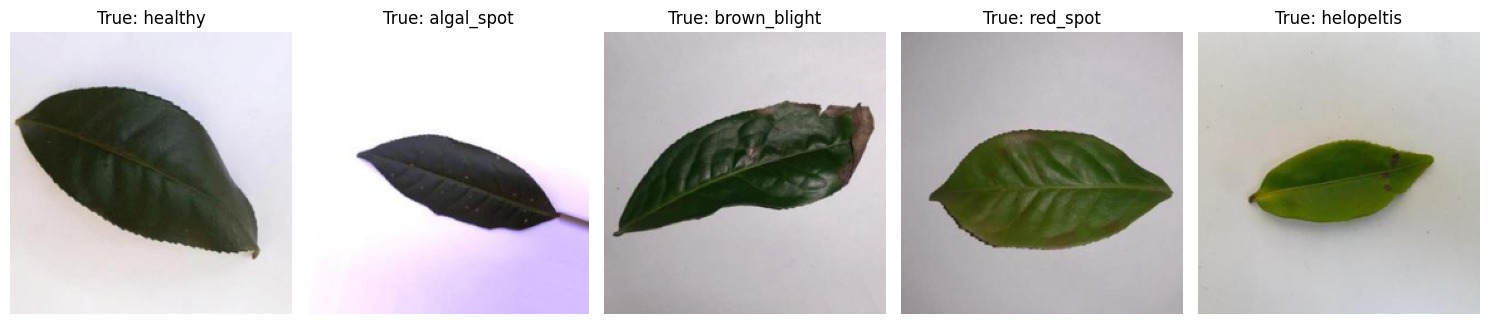 True: healthy
True: algal_spot
True: brown_blight
True: red_spot
True: helopeltis